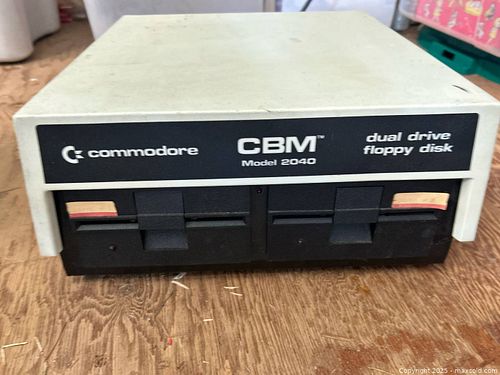 commodore
CBM™
Model 2040
dual drive
floppy disk
Copyright 2025 - maxsold.com